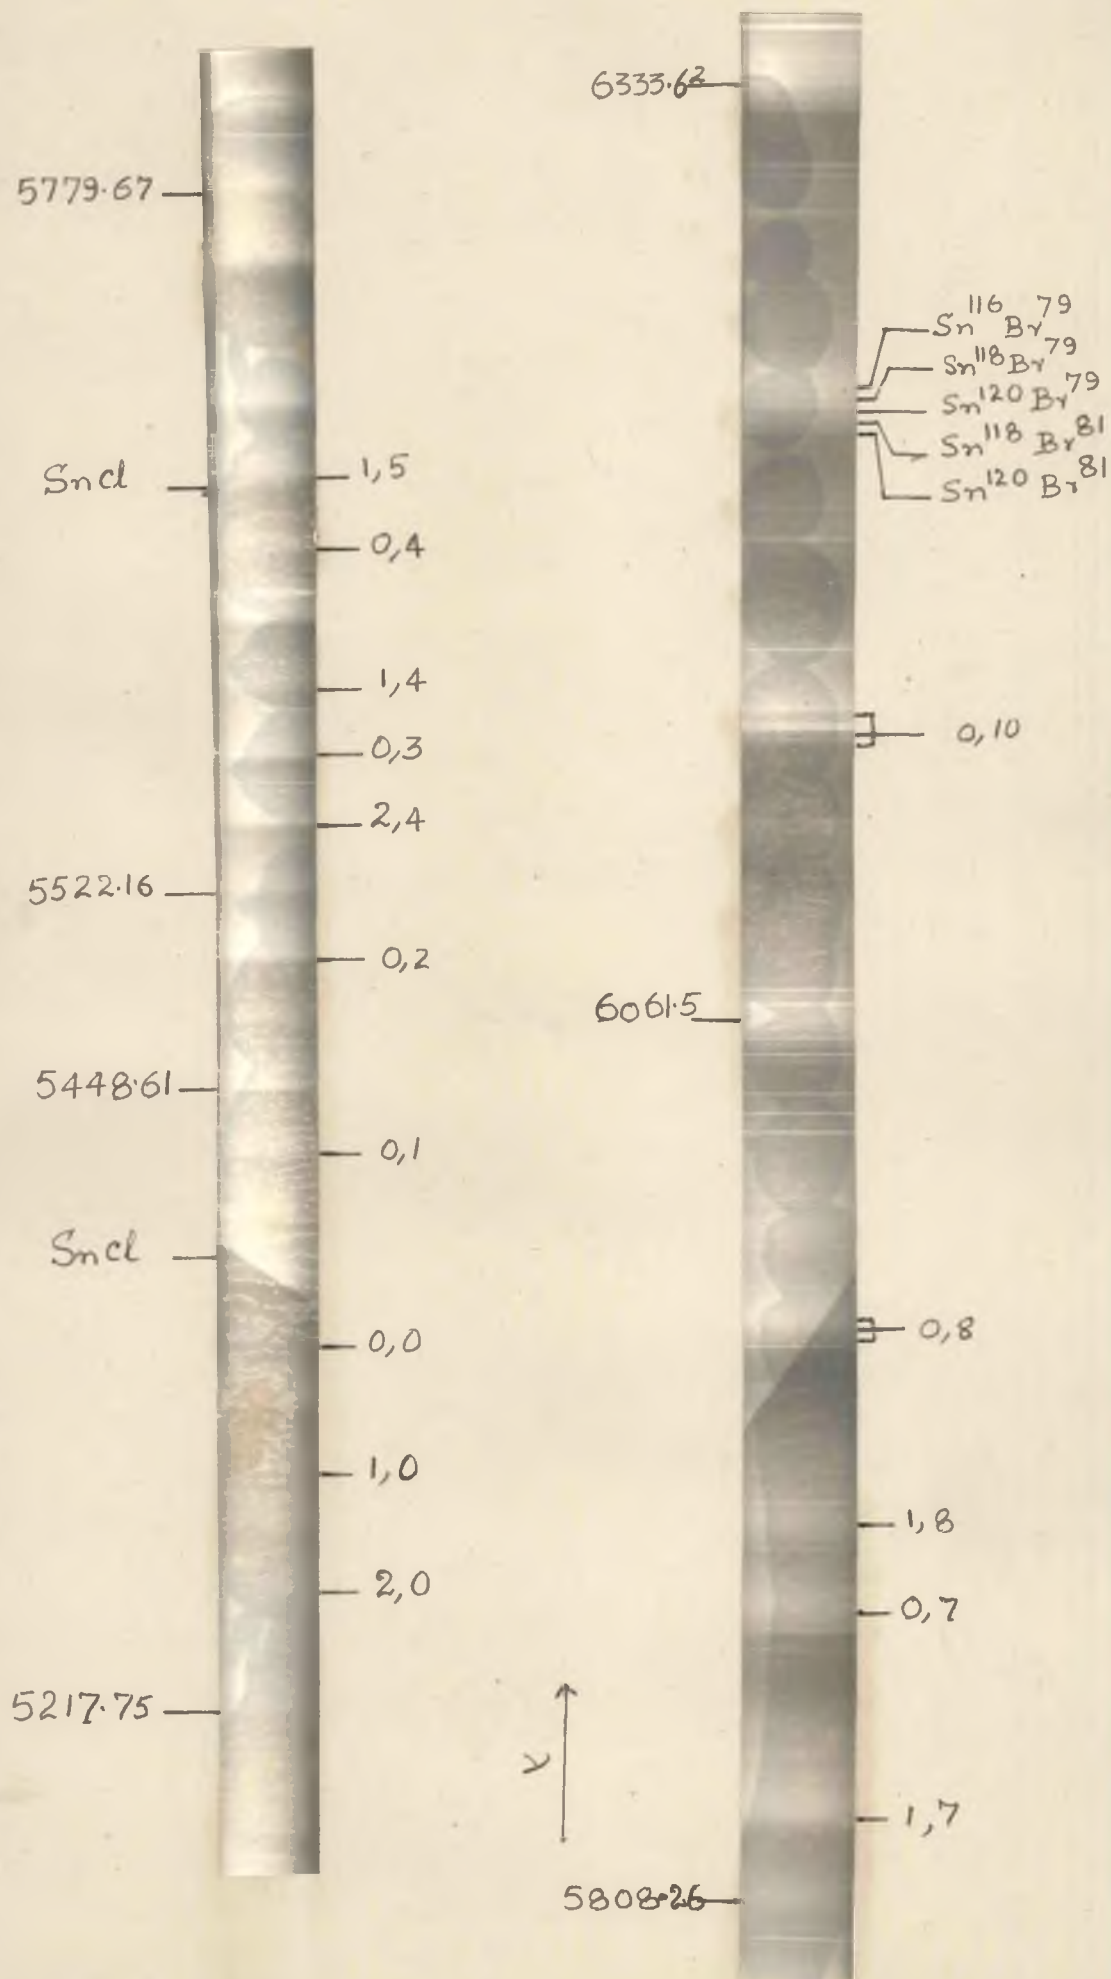 5779.67
SnCl
1,5
0,4
1,4
0,3
2,4
5522.16
0,2
5448.61
0,1
SnCl
0,0
1,0
2,0
5217.75
λ
6333.62
Sn¹¹⁶ Br⁷⁹
Sn¹¹⁸ Br⁷⁹
Sn¹²⁰ Br⁷⁹
Sn¹¹⁸ Br⁸¹
Sn¹²⁰ Br⁸¹
0,10
6061.5
0,8
1,8
0,7
1,7
5808.26